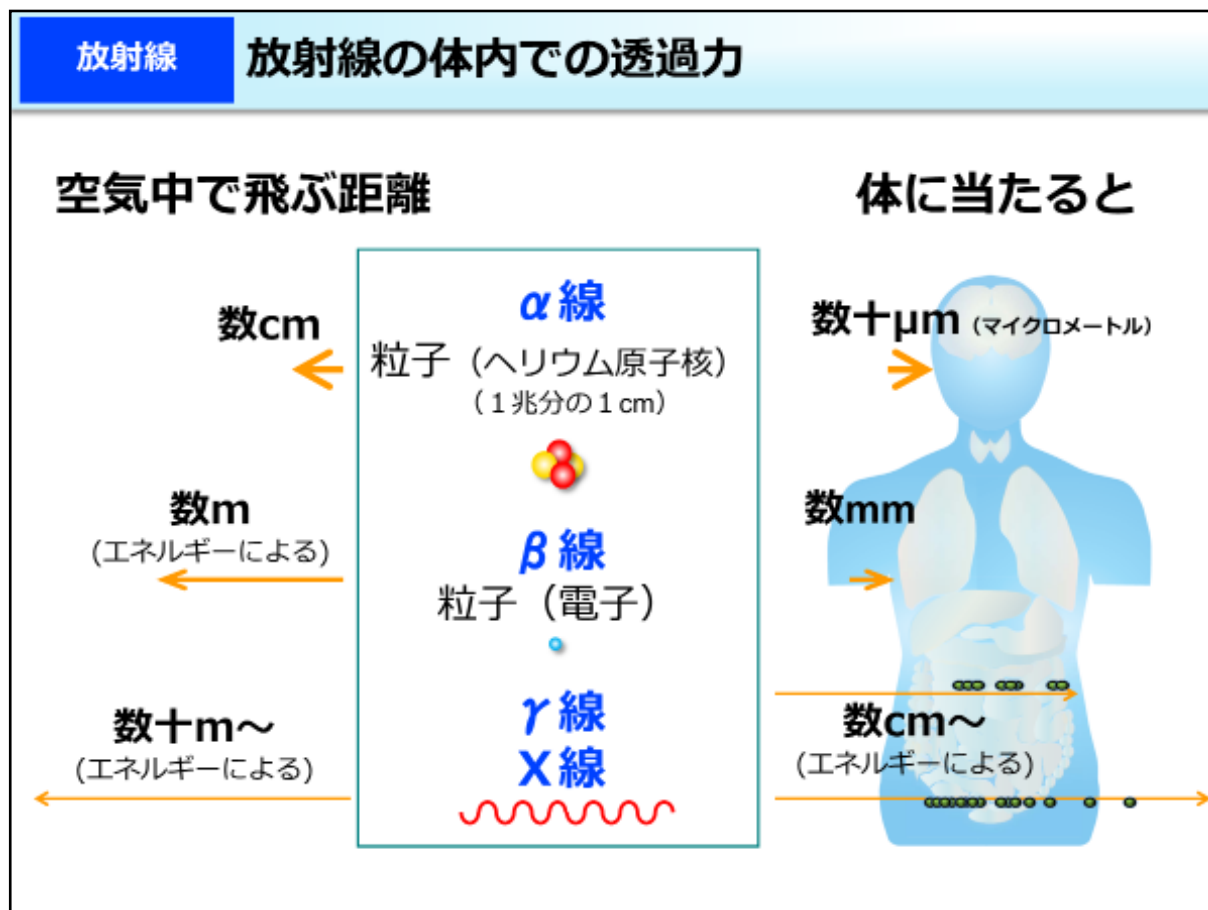 放射線
放射線の体内での透過力
空気中で飛ぶ距離
体に当たると
α線
粒子（ヘリウム原子核）
（１兆分の１cm）
数cm
数十μm（マイクロメートル）
β線
粒子（電子）
数m
(エネルギーによる)
数mm
γ線
X線
数十m～
(エネルギーによる)
数cm～
(エネルギーによる)